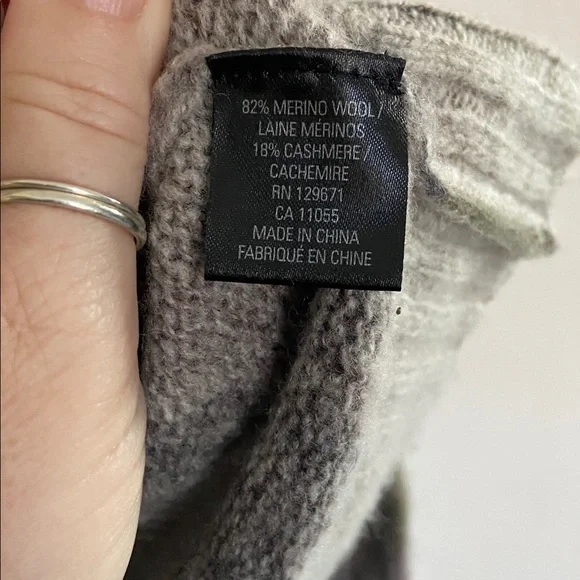 82% MERINO WOOL /
LAINE MÉRINOS
18% CASHMERE /
CACHEMIRE
RN 129671
CA 11055
MADE IN CHINA
FABRIQUÉ EN CHINE